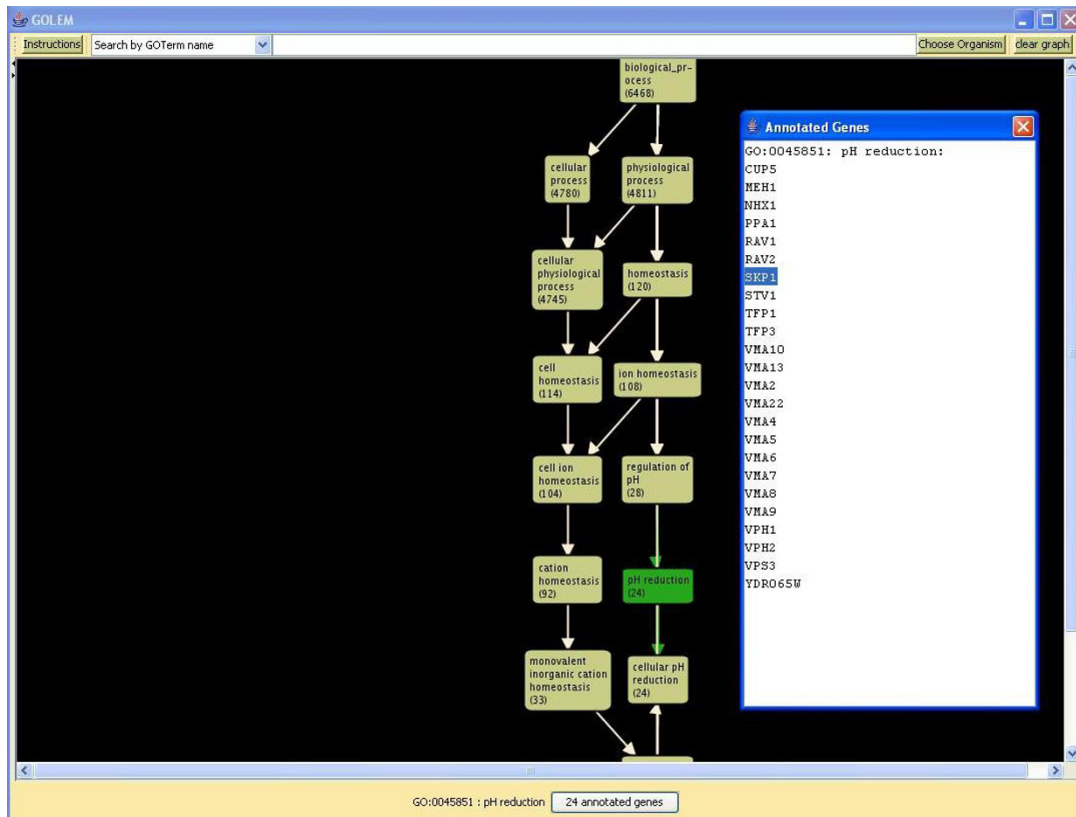 GOLEM
Instructions
Search by GOTerm name
Choose Organism
clear graph
biological_pr-
ocess
(6468)
cellular
process
(4780)
physiological
process
(4811)
cellular
physiological
process
(4745)
homeostasis
(120)
cell
homeostasis
(114)
ion homeostasis
(108)
cell ion
homeostasis
(104)
regulation of
pH
(28)
cation
homeostasis
(92)
pH reduction
(24)
monovalent
inorganic cation
homeostasis
(33)
cellular pH
reduction
(24)
Annotated Genes
GO:0045851: pH reduction:
CUP5
MEH1
NHX1
PPA1
RAV1
RAV2
SKP1
STV1
TFP1
TFP3
VMA10
VMA13
VMA2
VMA22
VMA4
VMA5
VMA6
VMA7
VMA8
VMA9
VPH1
VPH2
VPS3
YDR065W
GO:0045851 : pH reduction
24 annotated genes